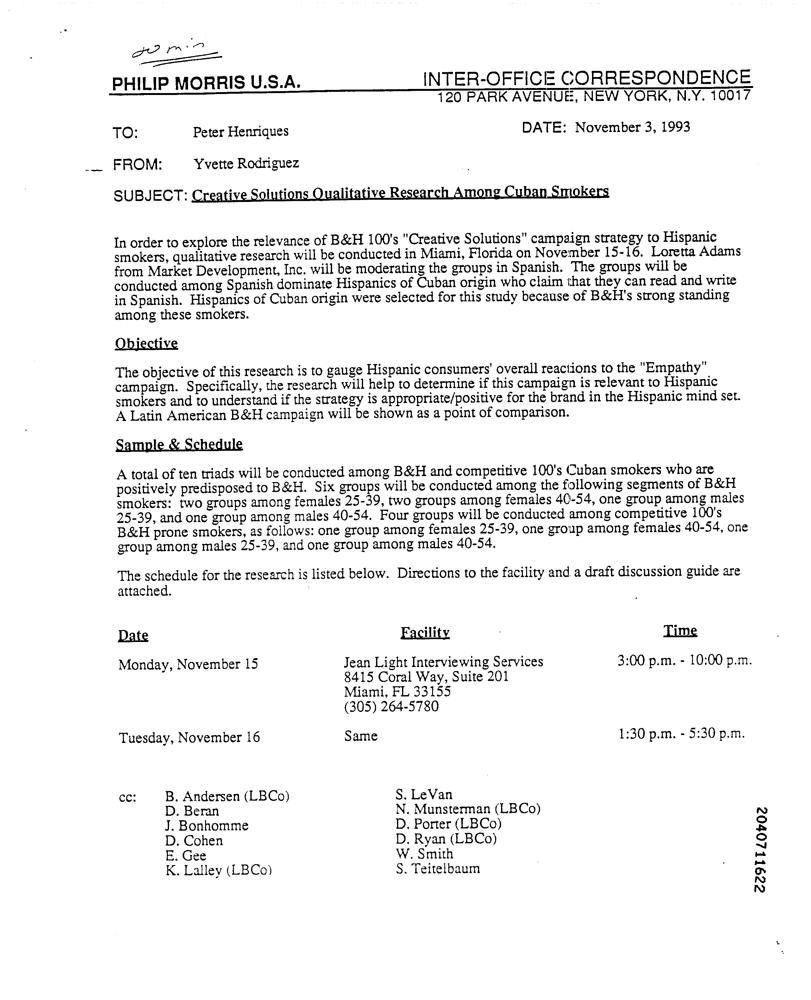 20 min
PHILIP MORRIS U.S.A.
INTER-OFFICE CORRESPONDENCE
120 PARK AVENUE, NEW YORK, N.Y. 10017
TO: Peter Henriques
DATE: November 3, 1993
FROM: Yvette Rodriguez
SUBJECT: Creative Solutions Qualitative Research Among Cuban Smokers
In order to explore the relevance of B&H 100's "Creative Solutions" campaign strategy to Hispanic
smokers, qualitative research will be conducted in Miami, Florida on November 15-16. Loretta Adams
from Market Development, Inc. will be moderating the groups in Spanish. The groups will be
conducted among Spanish dominate Hispanics of Cuban origin who claim that they can read and write
in Spanish. Hispanics of Cuban origin were selected for this study because of B&H's strong standing
among these smokers.
Objective
The objective of this research is to gauge Hispanic consumers' overall reactions to the "Empathy"
campaign. Specifically, the research will help to determine if this campaign is relevant to Hispanic
smokers and to understand if the strategy is appropriate/positive for the brand in the Hispanic mind set.
A Latin American B&H campaign will be shown as a point of comparison.
Sample & Schedule
A total of ten triads will be conducted among B&H and competitive 100's Cuban smokers who are
positively predisposed to B&H. Six groups will be conducted among the following segments of B&H
smokers: two groups among females 25-39, two groups among females 40-54, one group among males
25-39, and one group among males 40-54. Four groups will be conducted among competitive 100's
B&H prone smokers, as follows: one group among females 25-39, one group among females 40-54, one
group among males 25-39, and one group among males 40-54.
The schedule for the research is listed below. Directions to the facility and a draft discussion guide are
attached.
Date Facility Time
Monday, November 15 Jean Light Interviewing Services 3:00 p.m. - 10:00 p.m.
8415 Coral Way, Suite 201
Miami, FL 33155
(305) 264-5780
Tuesday, November 16 Same 1:30 p.m. - 5:30 p.m.
cc: B. Andersen (LBCo) S. LeVan
D. Beran N. Munsterman (LBCo)
J. Bonhomme D. Porter (LBCo)
D. Cohen D. Ryan (LBCo)
E. Gee W. Smith
K. Lalley (LBCo) S. Teitelbaum
2040711622